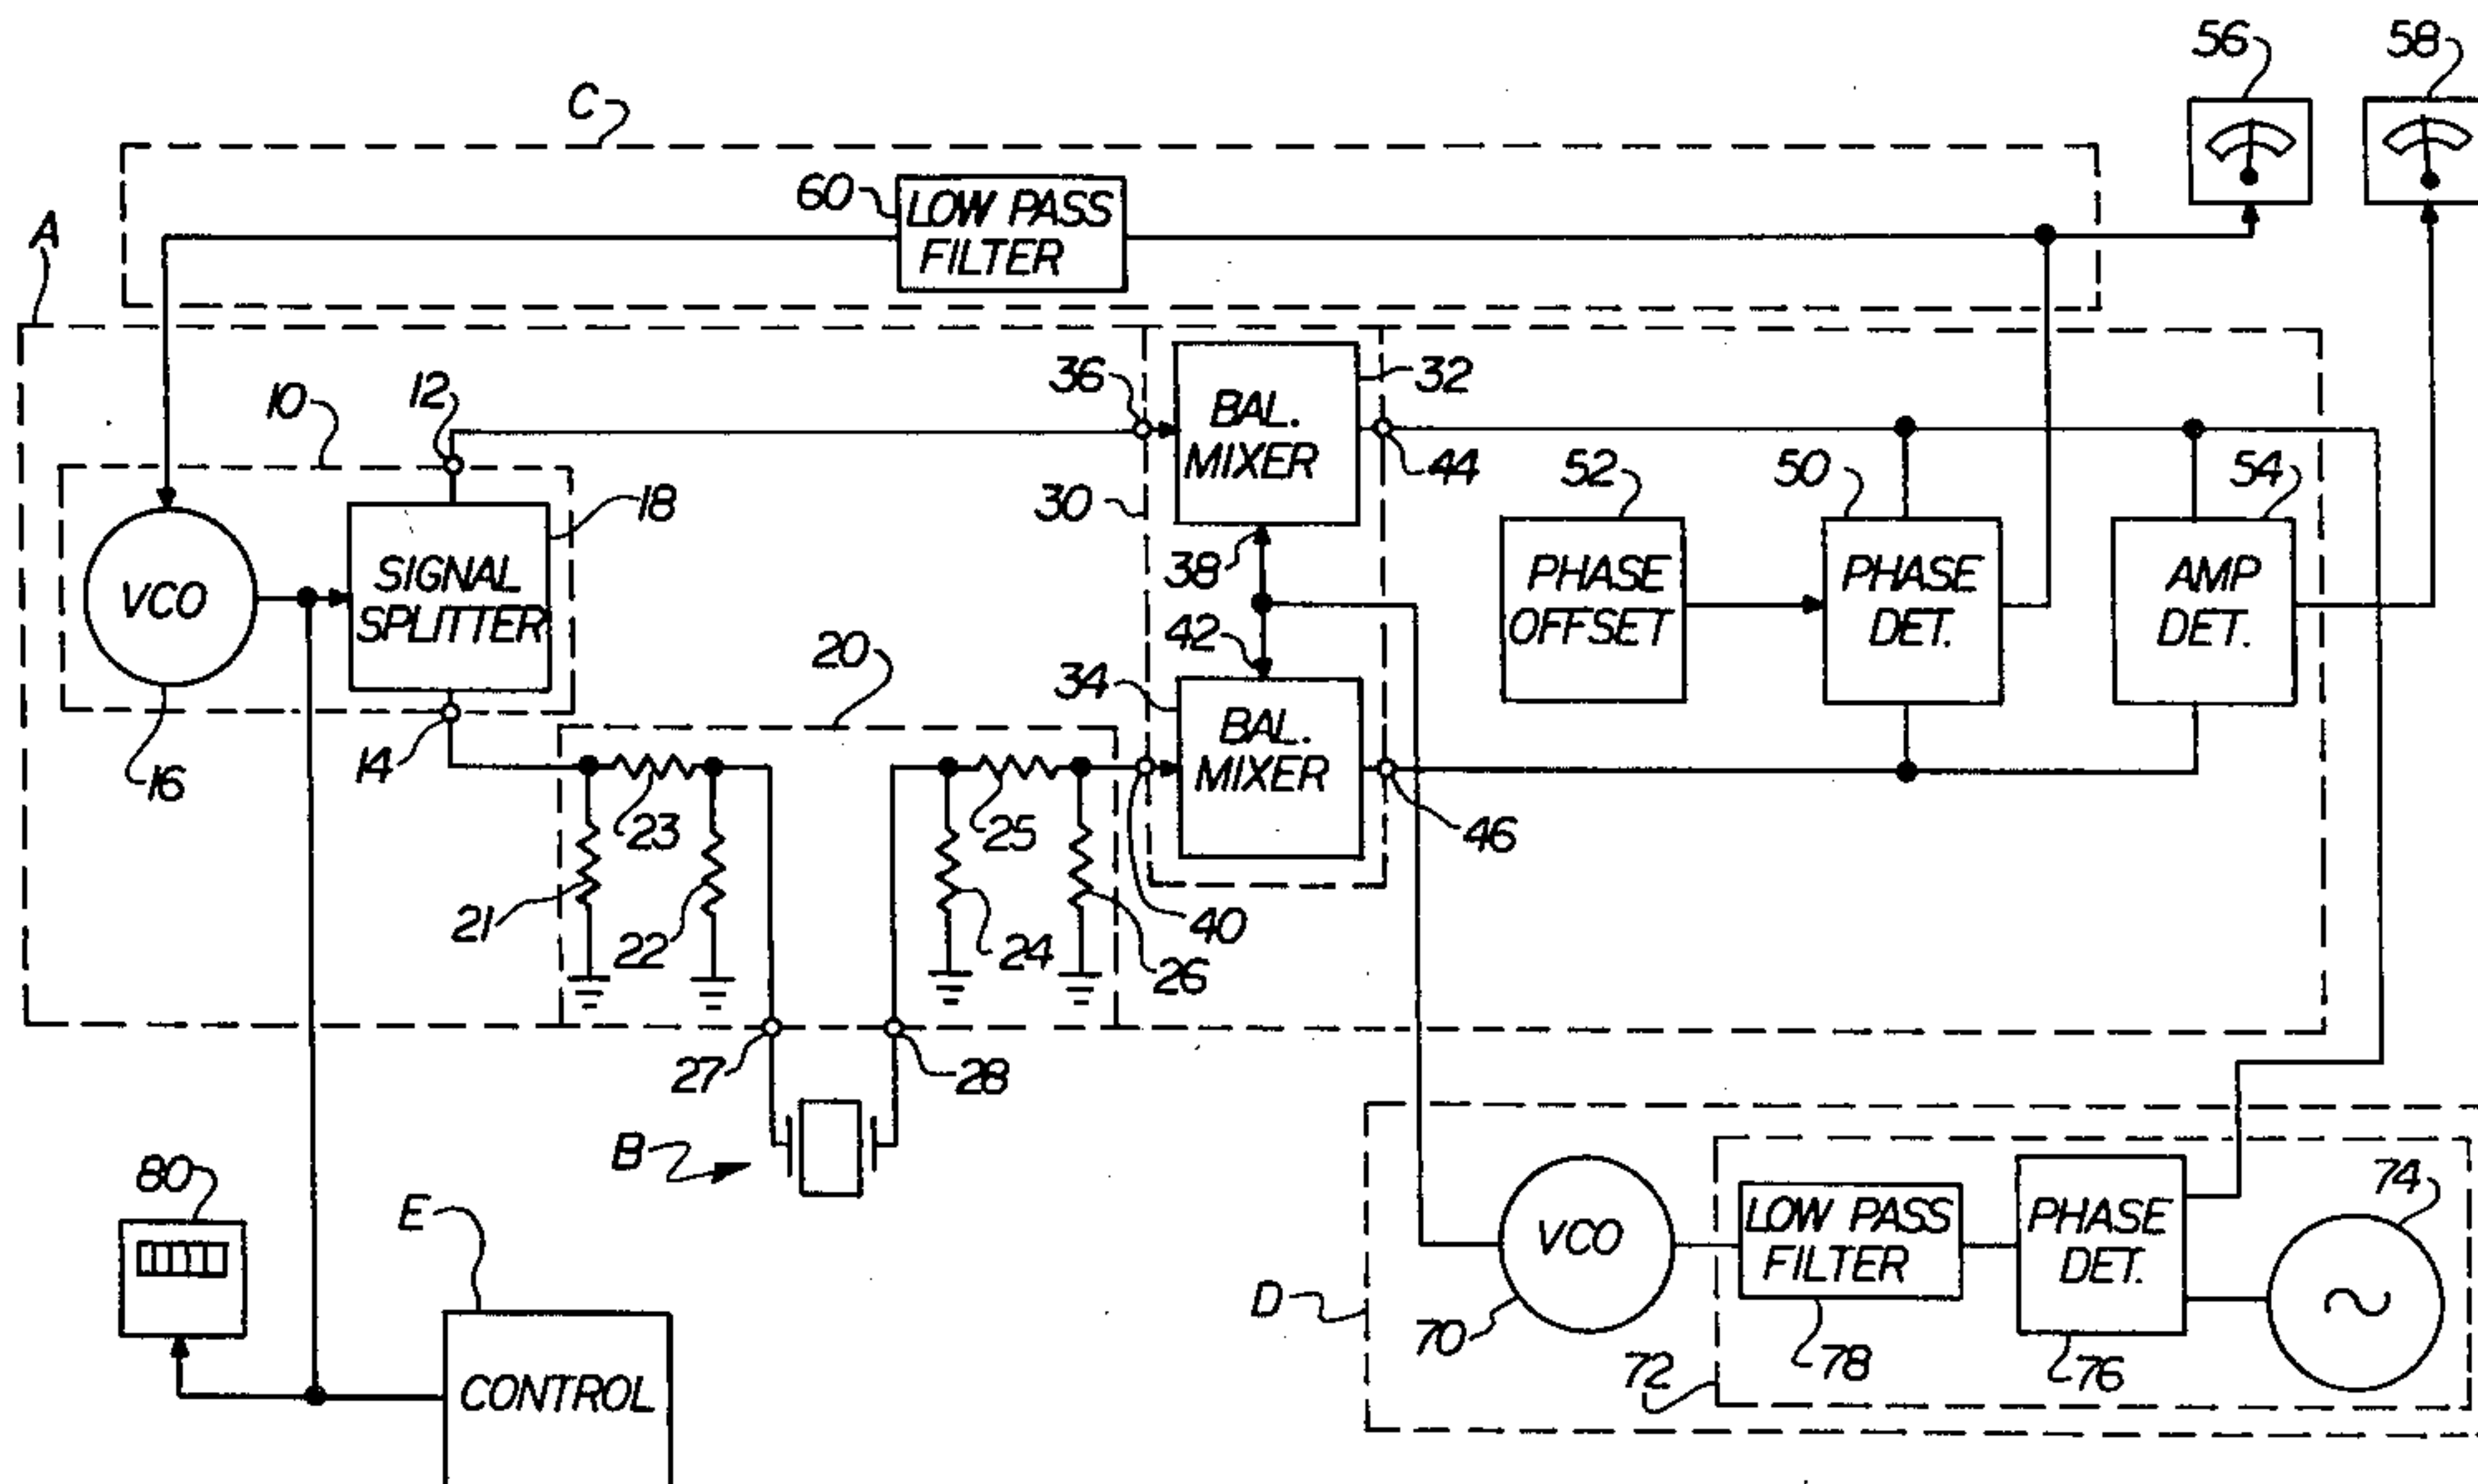 56
58
C
60
LOW PASS
FILTER
A
36
32
12
10
BAL.
MIXER
44
52
50
54
30
18
38
SIGNAL
SPLITTER
VCO
PHASE
OFFSET
PHASE
DET.
AMP
DET.
42
20
34
14
16
BAL.
MIXER
23
25
46
21
22
24
40
26
27
28
B
80
E
74
VCO
LOW PASS
FILTER
PHASE
DET.
D
70
72
78
76
CONTROL